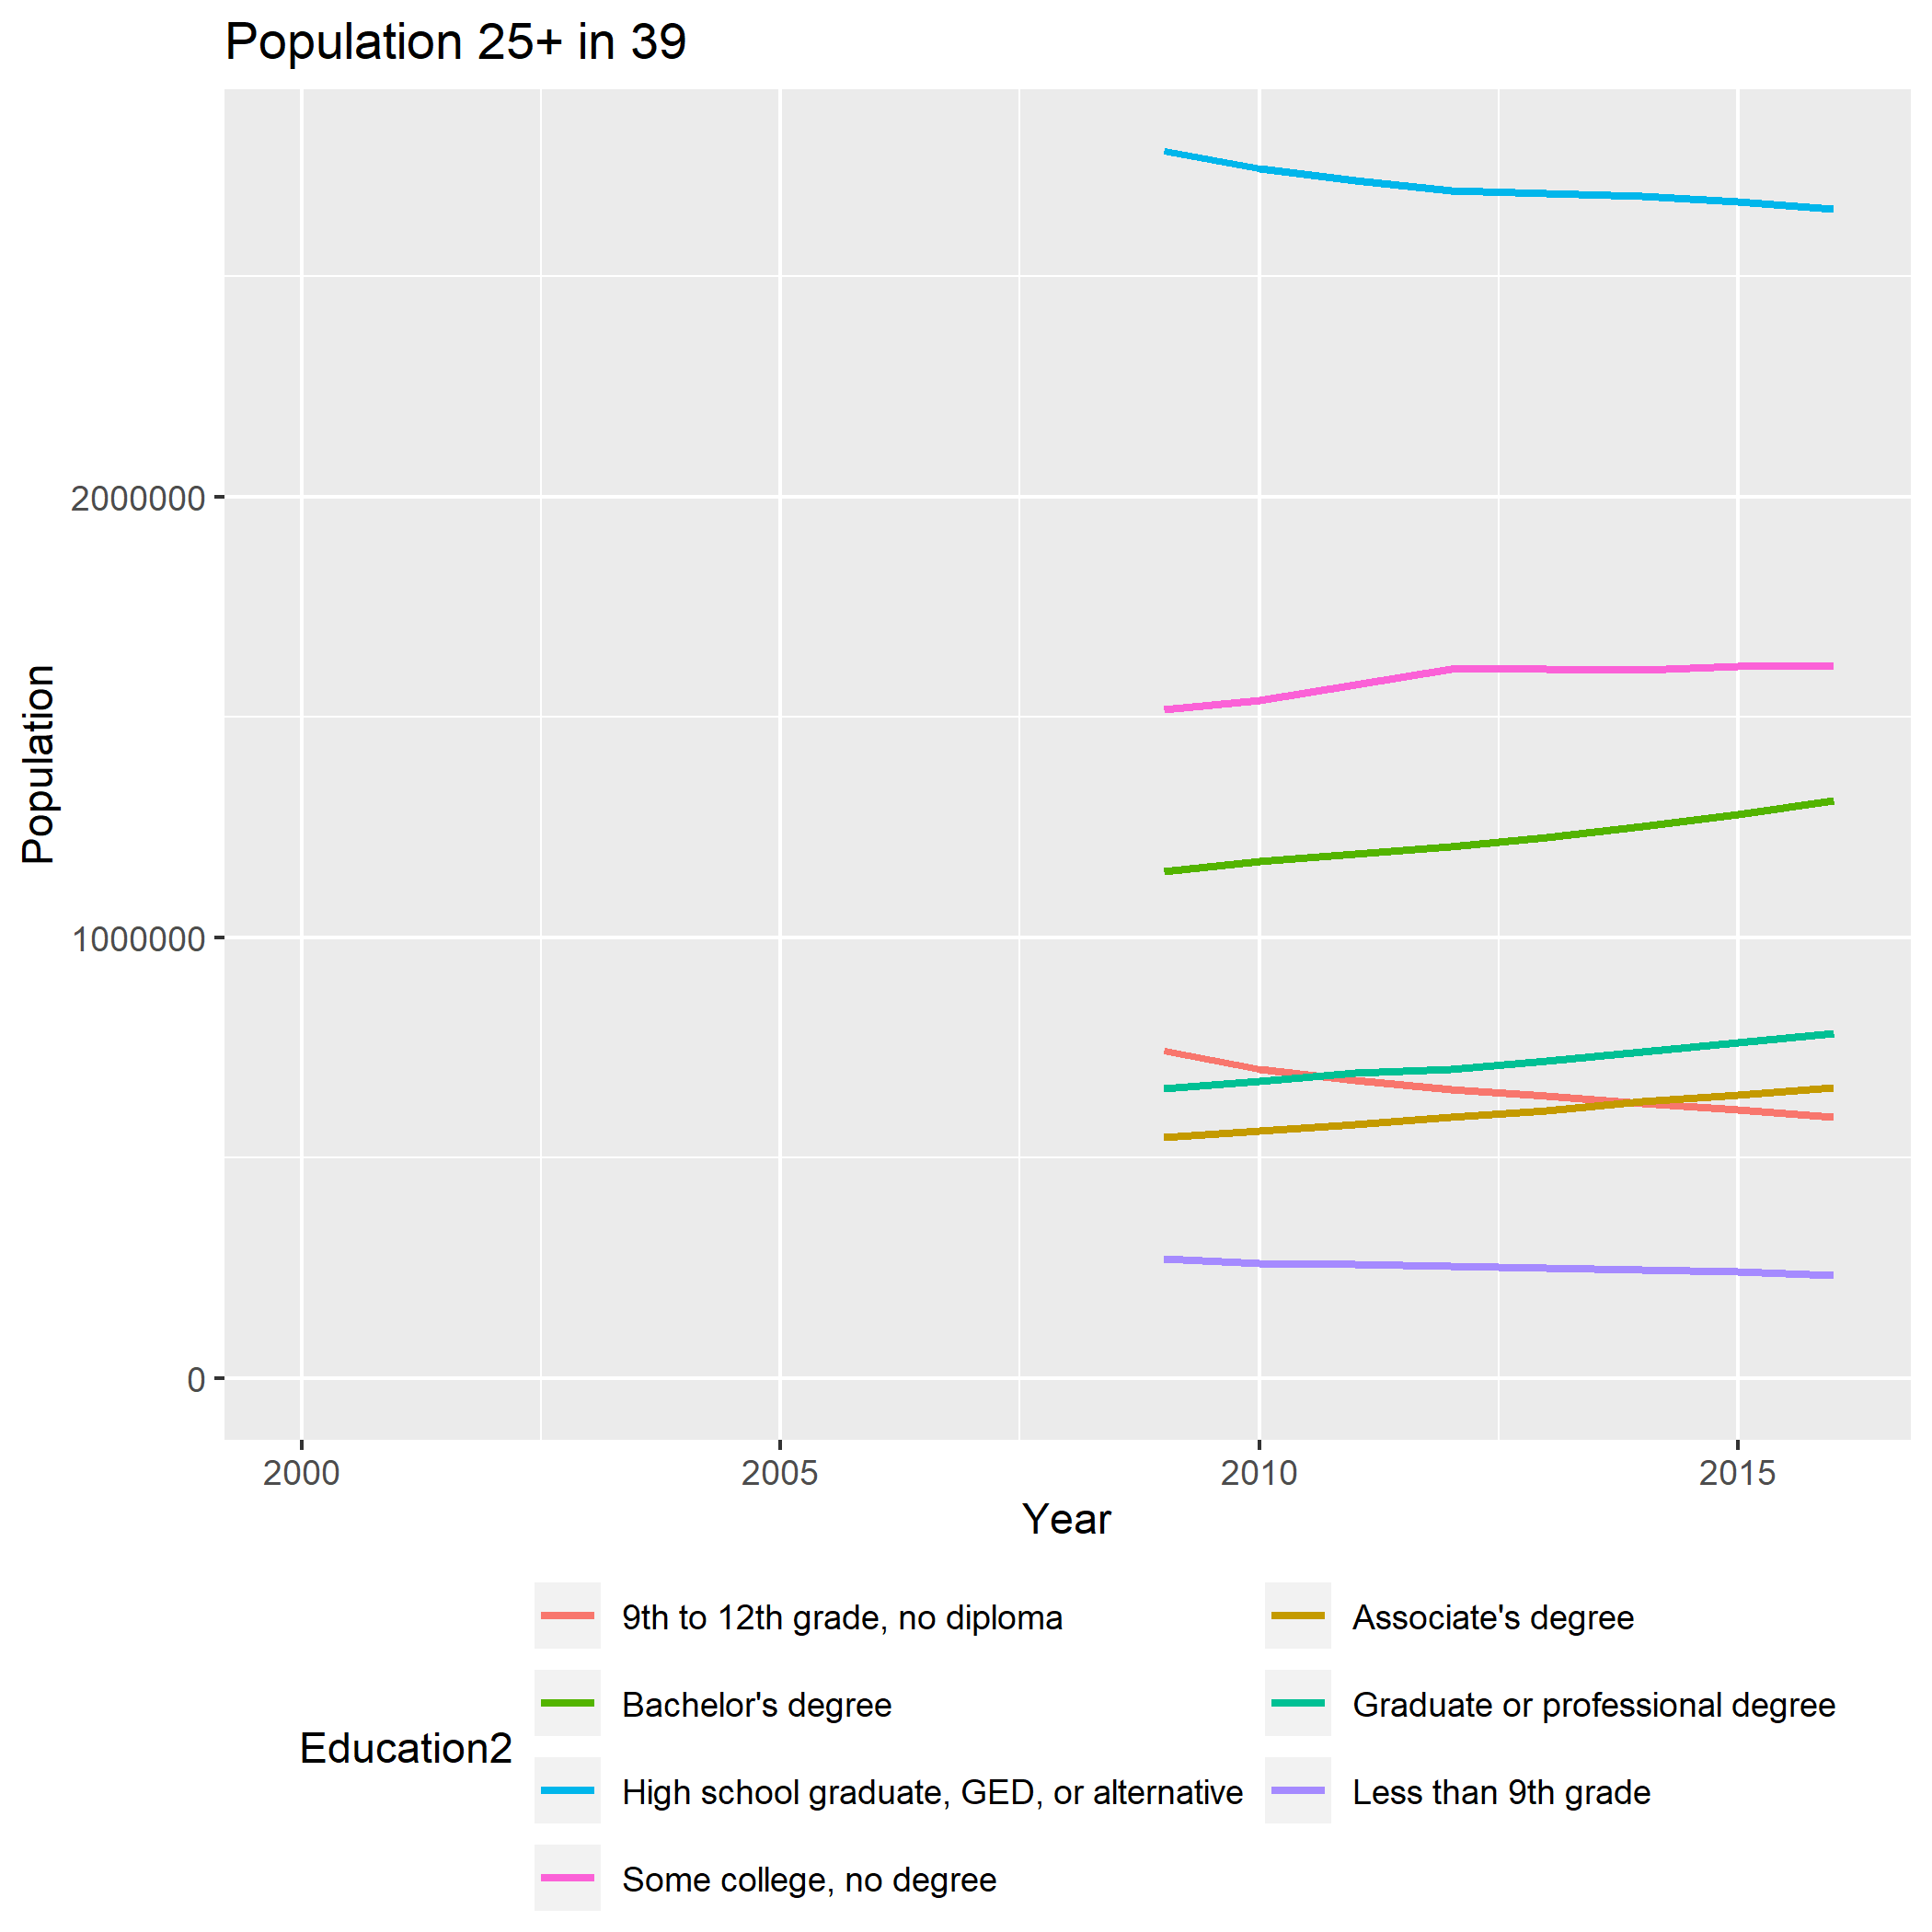 Population 25+ in 39
Population
2000000
1000000
0
2000
2005
2010
2015
Year
Education2
9th to 12th grade, no diploma
Associate's degree
Bachelor's degree
Graduate or professional degree
High school graduate, GED, or alternative
Less than 9th grade
Some college, no degree